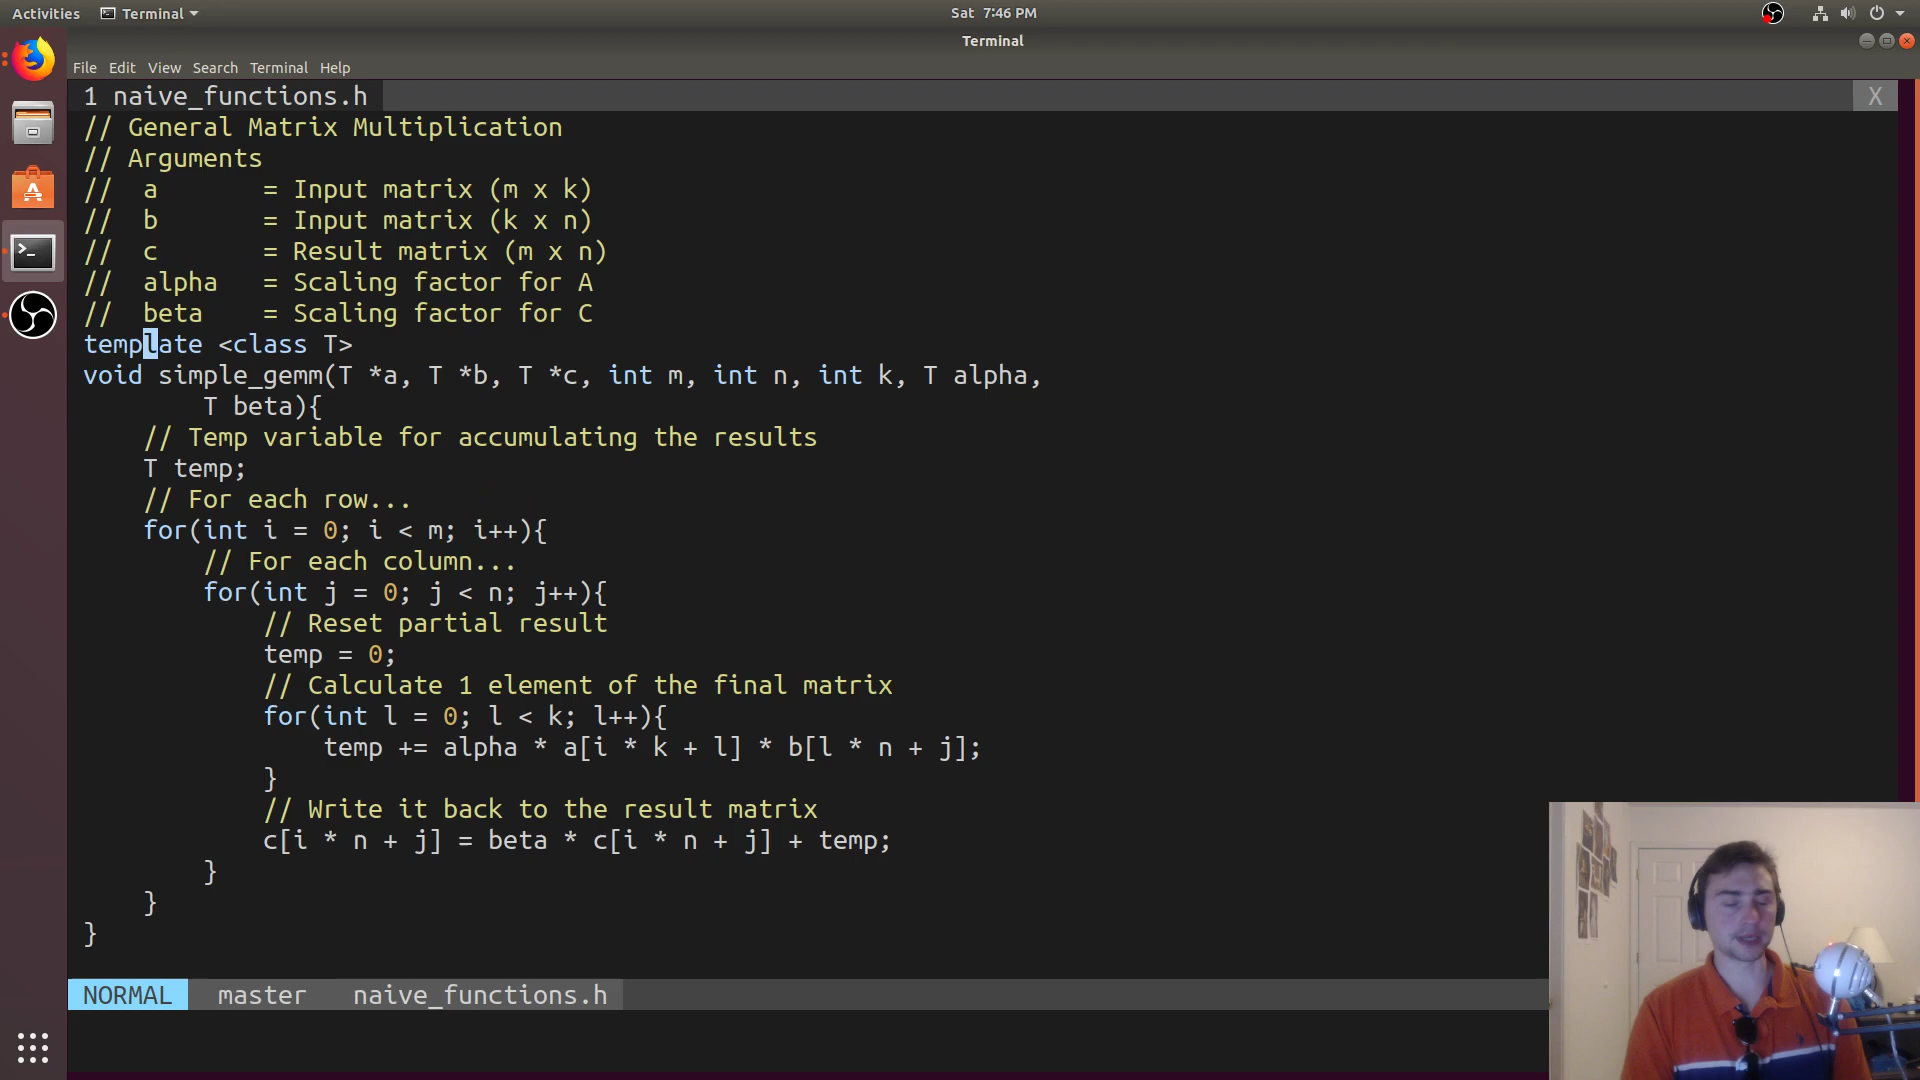 Activities Terminal Sat 7:46 PM
Terminal
File Edit View Search Terminal Help
1 naive_functions.h X
// General Matrix Multiplication
// Arguments
//  a       = Input matrix (m x k)
//  b       = Input matrix (k x n)
//  c       = Result matrix (m x n)
//  alpha   = Scaling factor for A
//  beta    = Scaling factor for C
template <class T>
void simple_gemm(T *a, T *b, T *c, int m, int n, int k, T alpha,
        T beta){
    // Temp variable for accumulating the results
    T temp;
    // For each row...
    for(int i = 0; i < m; i++){
        // For each column...
        for(int j = 0; j < n; j++){
            // Reset partial result
            temp = 0;
            // Calculate 1 element of the final matrix
            for(int l = 0; l < k; l++){
                temp += alpha * a[i * k + l] * b[l * n + j];
            }
            // Write it back to the result matrix
            c[i * n + j] = beta * c[i * n + j] + temp;
        }
    }
}
NORMAL master naive_functions.h